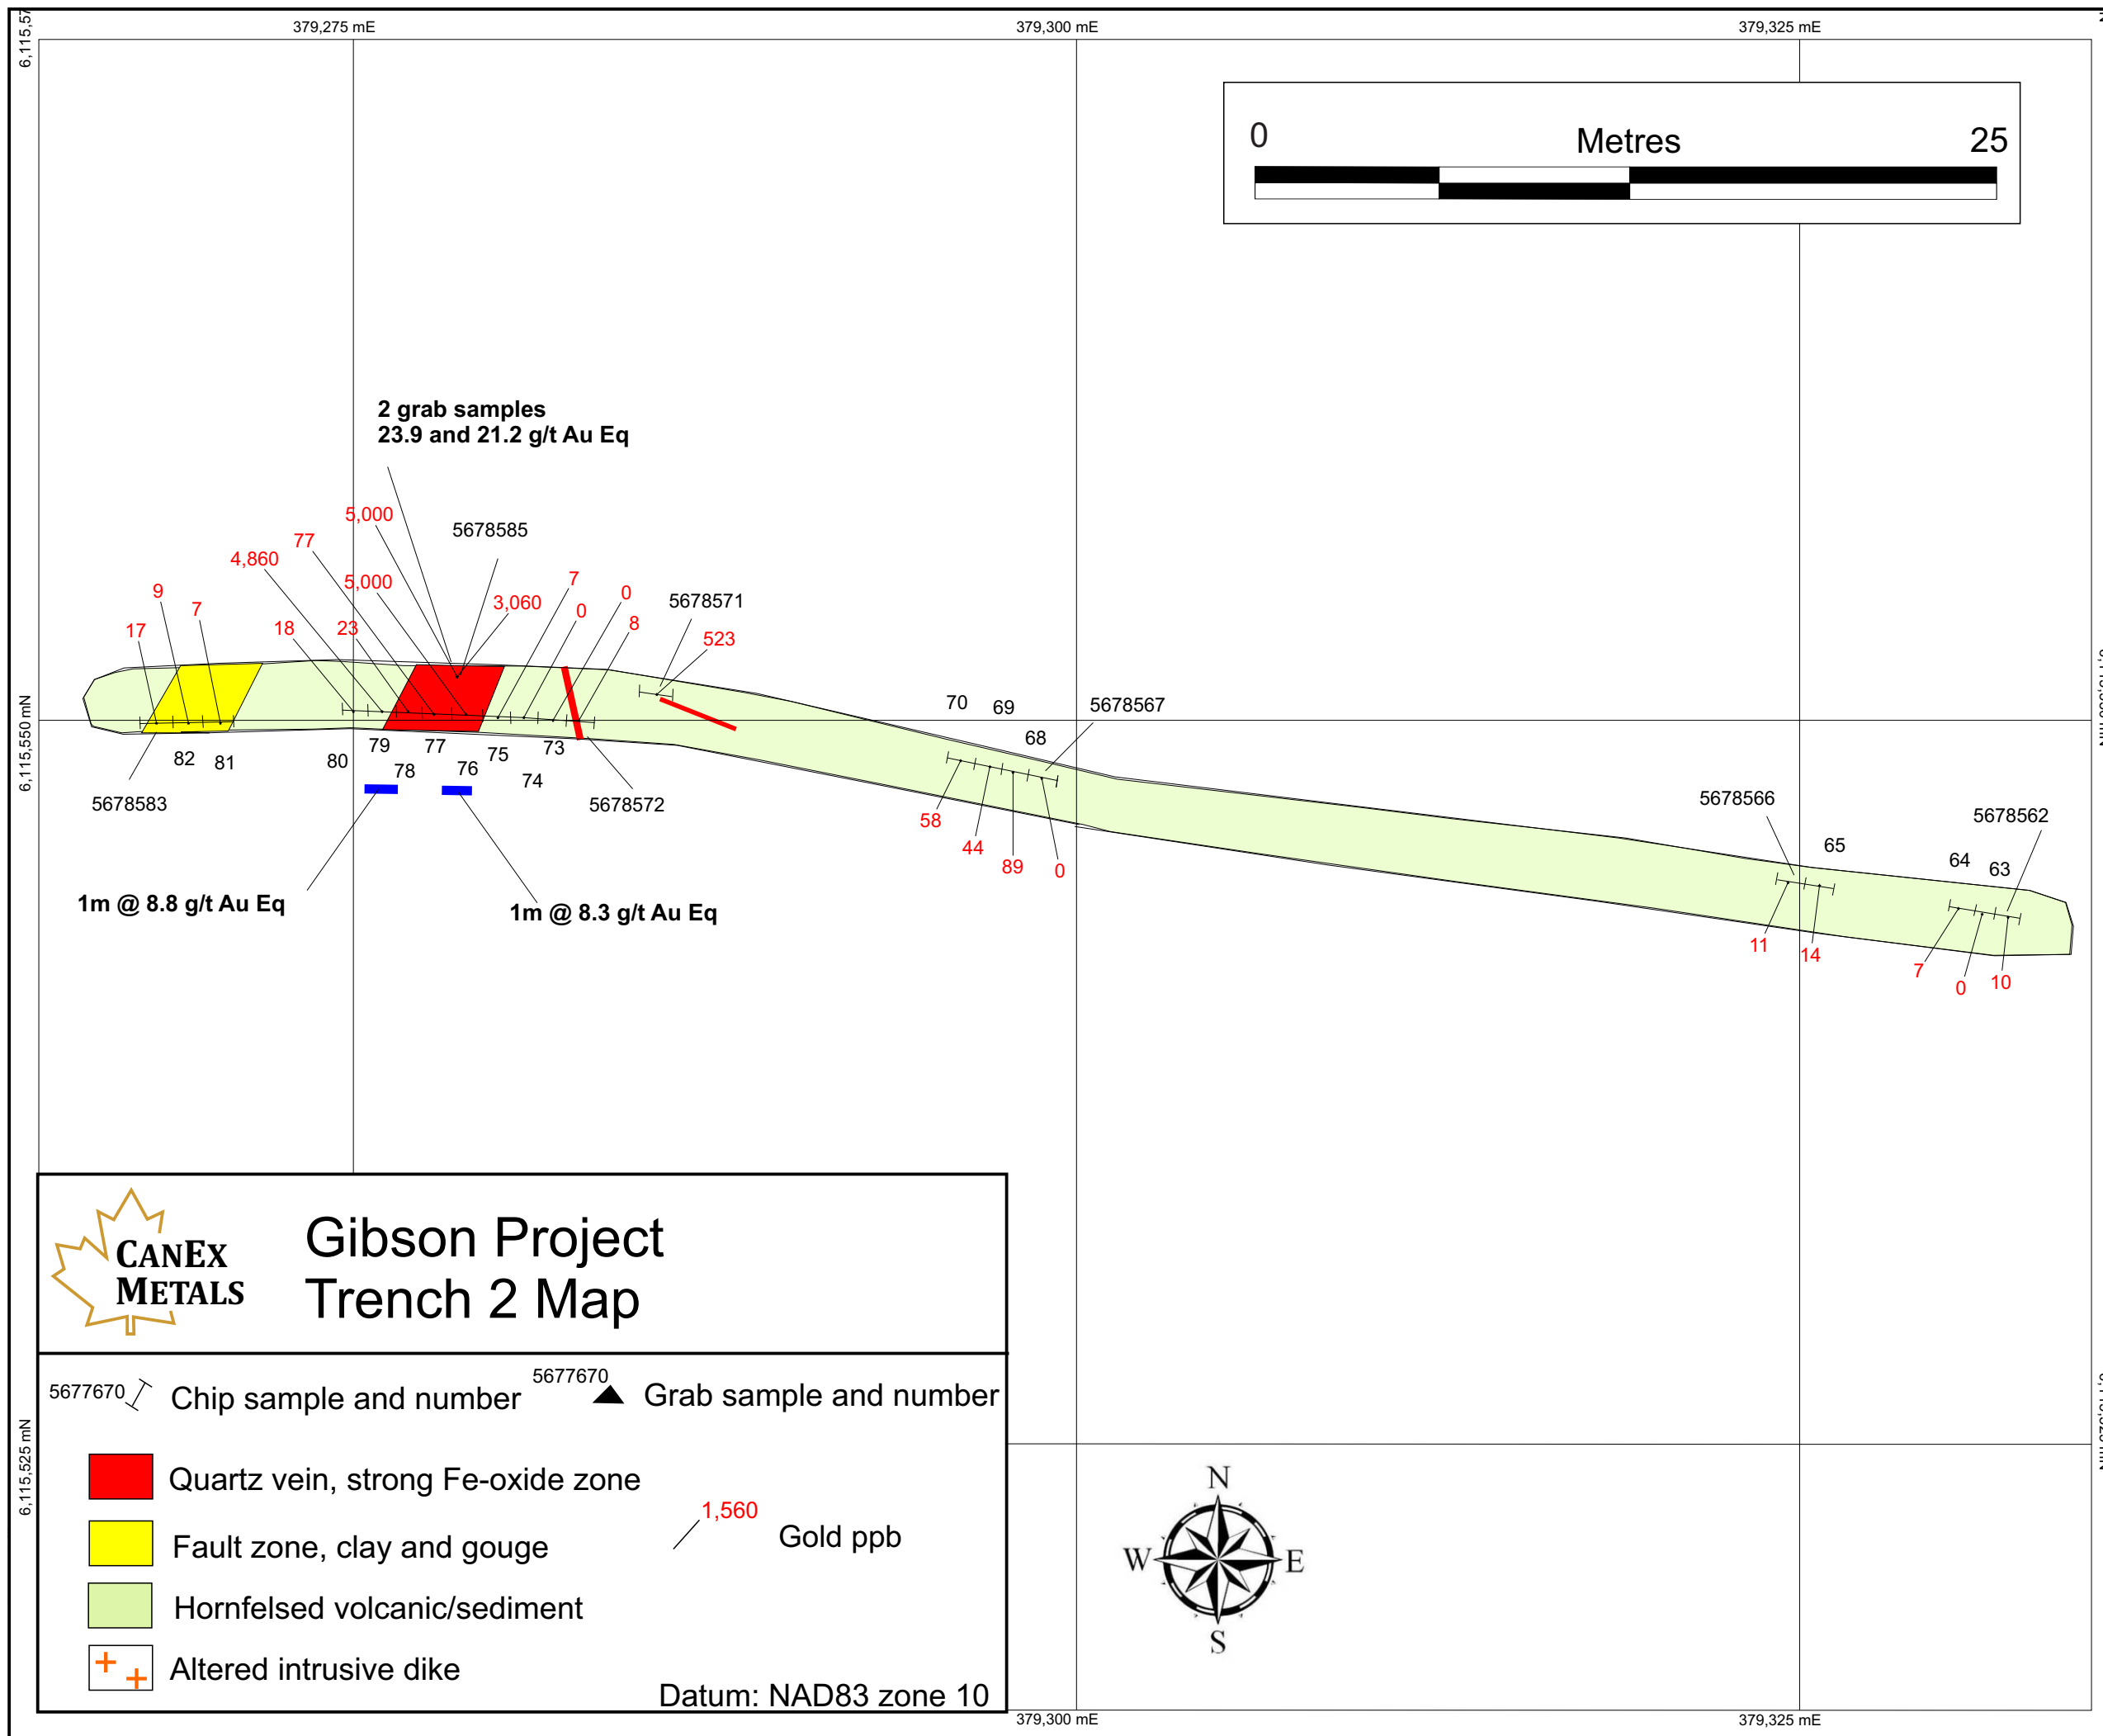 379,275 mE
379,300 mE
379,325 mE
6,115,57
0
Metres
25
2 grab samples
23.9 and 21.2 g/t Au Eq
5,000
5678585
77
4,860
5,000
7
3,060
0
0
9
7
17
18
23
8
5678571
523
6,115,550 mN
82
81
80
79
78
77
76
75
74
73
5678583
5678572
70
69
68
5678567
58
44
89
0
5678566
65
5678562
64
63
11
14
7
0
10
1m @ 8.8 g/t Au Eq
1m @ 8.3 g/t Au Eq
CANEX
METALS
Gibson Project
Trench 2 Map
5677670
Chip sample and number
5677670
Grab sample and number
Quartz vein, strong Fe-oxide zone
1,560
Gold ppb
Fault zone, clay and gouge
Hornfelsed volcanic/sediment
Altered intrusive dike
Datum: NAD83 zone 10
6,115,525 mN
N
W
E
S
379,300 mE
379,325 mE